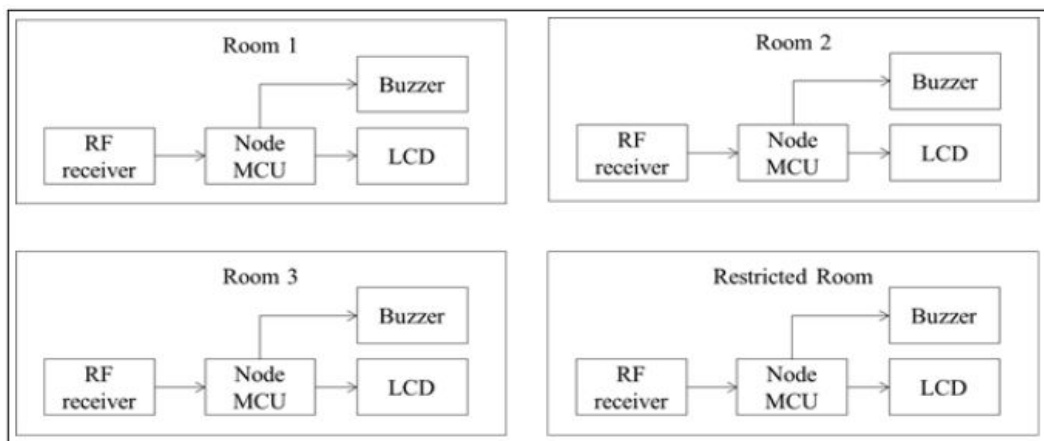 Room 1
Buzzer
RF
receiver
Node
MCU
LCD
Room 2
Buzzer
RF
receiver
Node
MCU
LCD
Room 3
Buzzer
RF
receiver
Node
MCU
LCD
Restricted Room
Buzzer
RF
receiver
Node
MCU
LCD